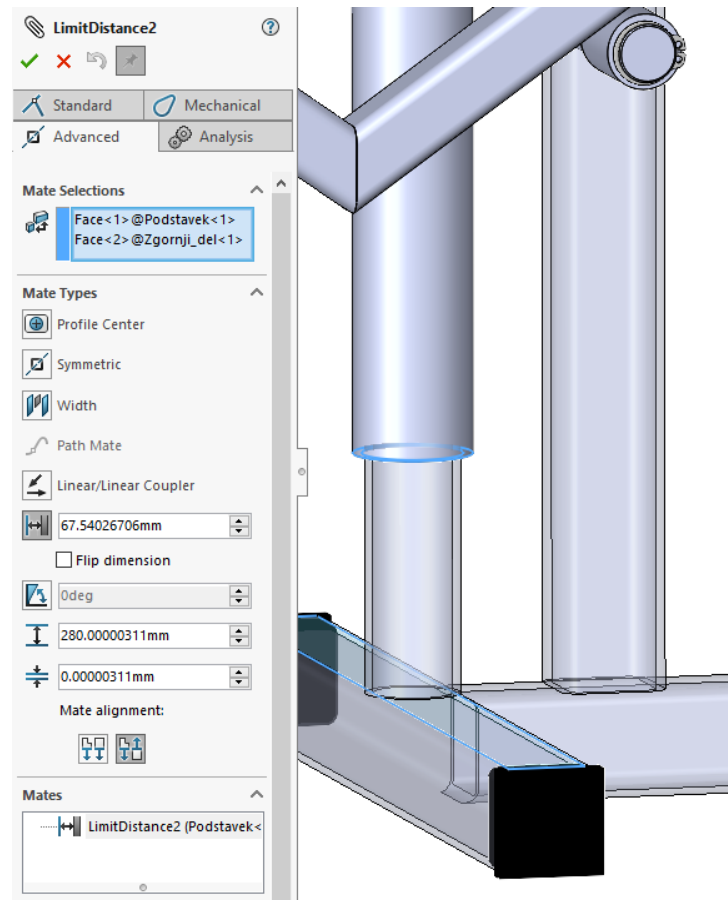 LimitDistance2
Standard
Mechanical
Advanced
Analysis
Mate Selections
Face<1>@Podstavek<1>
Face<2>@Zgornji_del<1>
Mate Types
Profile Center
Symmetric
Width
Path Mate
Linear/Linear Coupler
67.54026706mm
Flip dimension
0deg
280.00000311mm
0.00000311mm
Mate alignment:
Mates
LimitDistance2 (Podstavek<